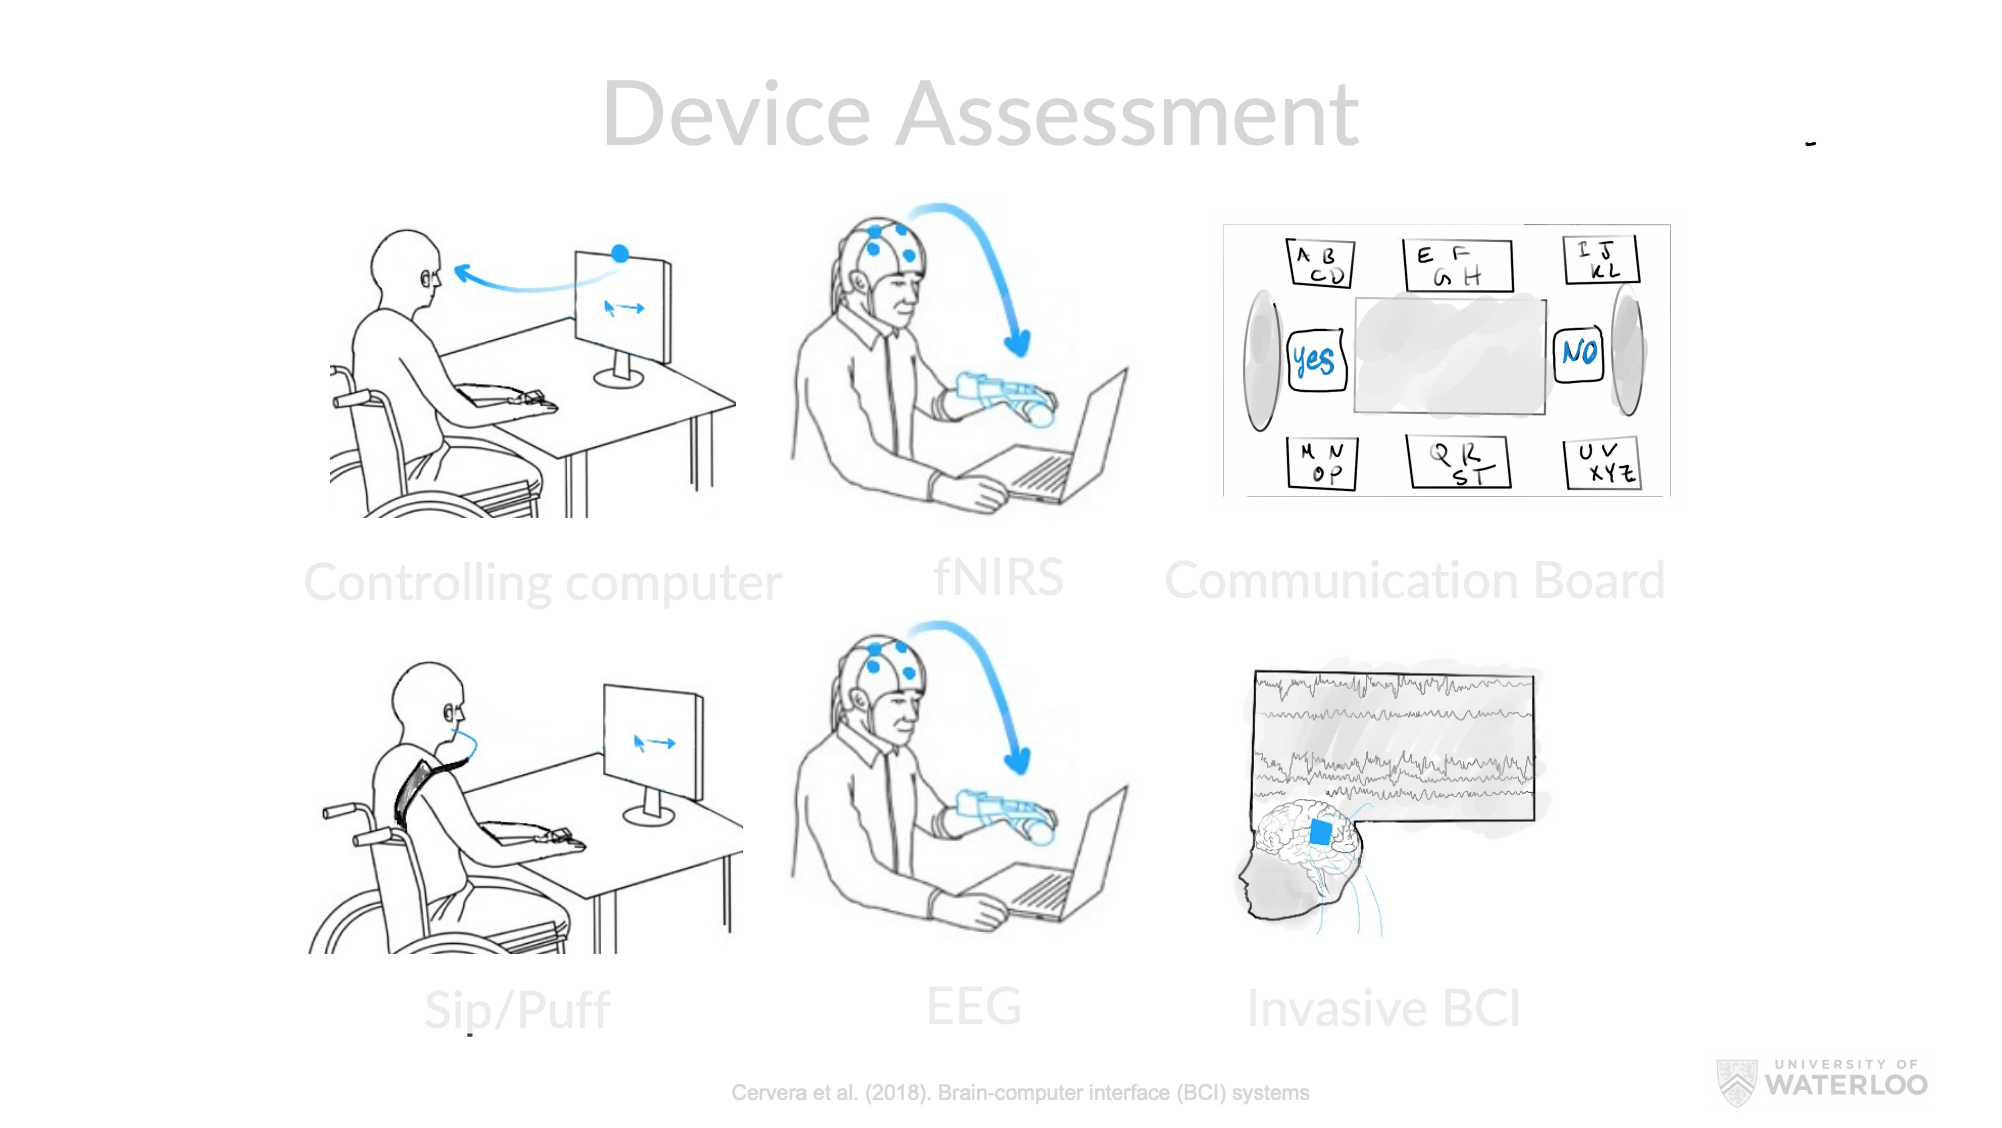 Device Assessment
A B
C D
E F
G H
I J
K L
Yes
NO
M N
O P
Q R
S T
U V
X Y Z
Controlling computer
fNIRS
Communication Board
Sip/Puff
EEG
Invasive BCI
Cervera et al. (2018). Brain-computer interface (BCI) systems
UNIVERSITY OF
WATERLOO